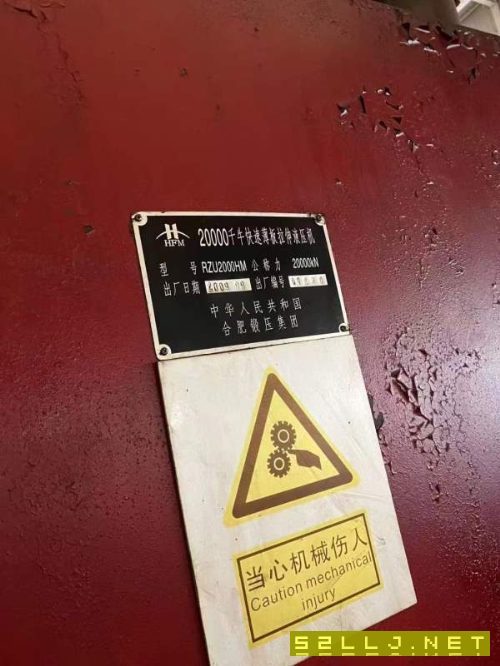 HFM
20000千牛快速薄板拉伸液压机
型 号 RZU2000HM 公称力 20000kN
出厂日期 2009 出厂编号
中华人民共和国
合肥锻压集团
当心机械伤人
Caution mechanical
injury
52LLJ.NET